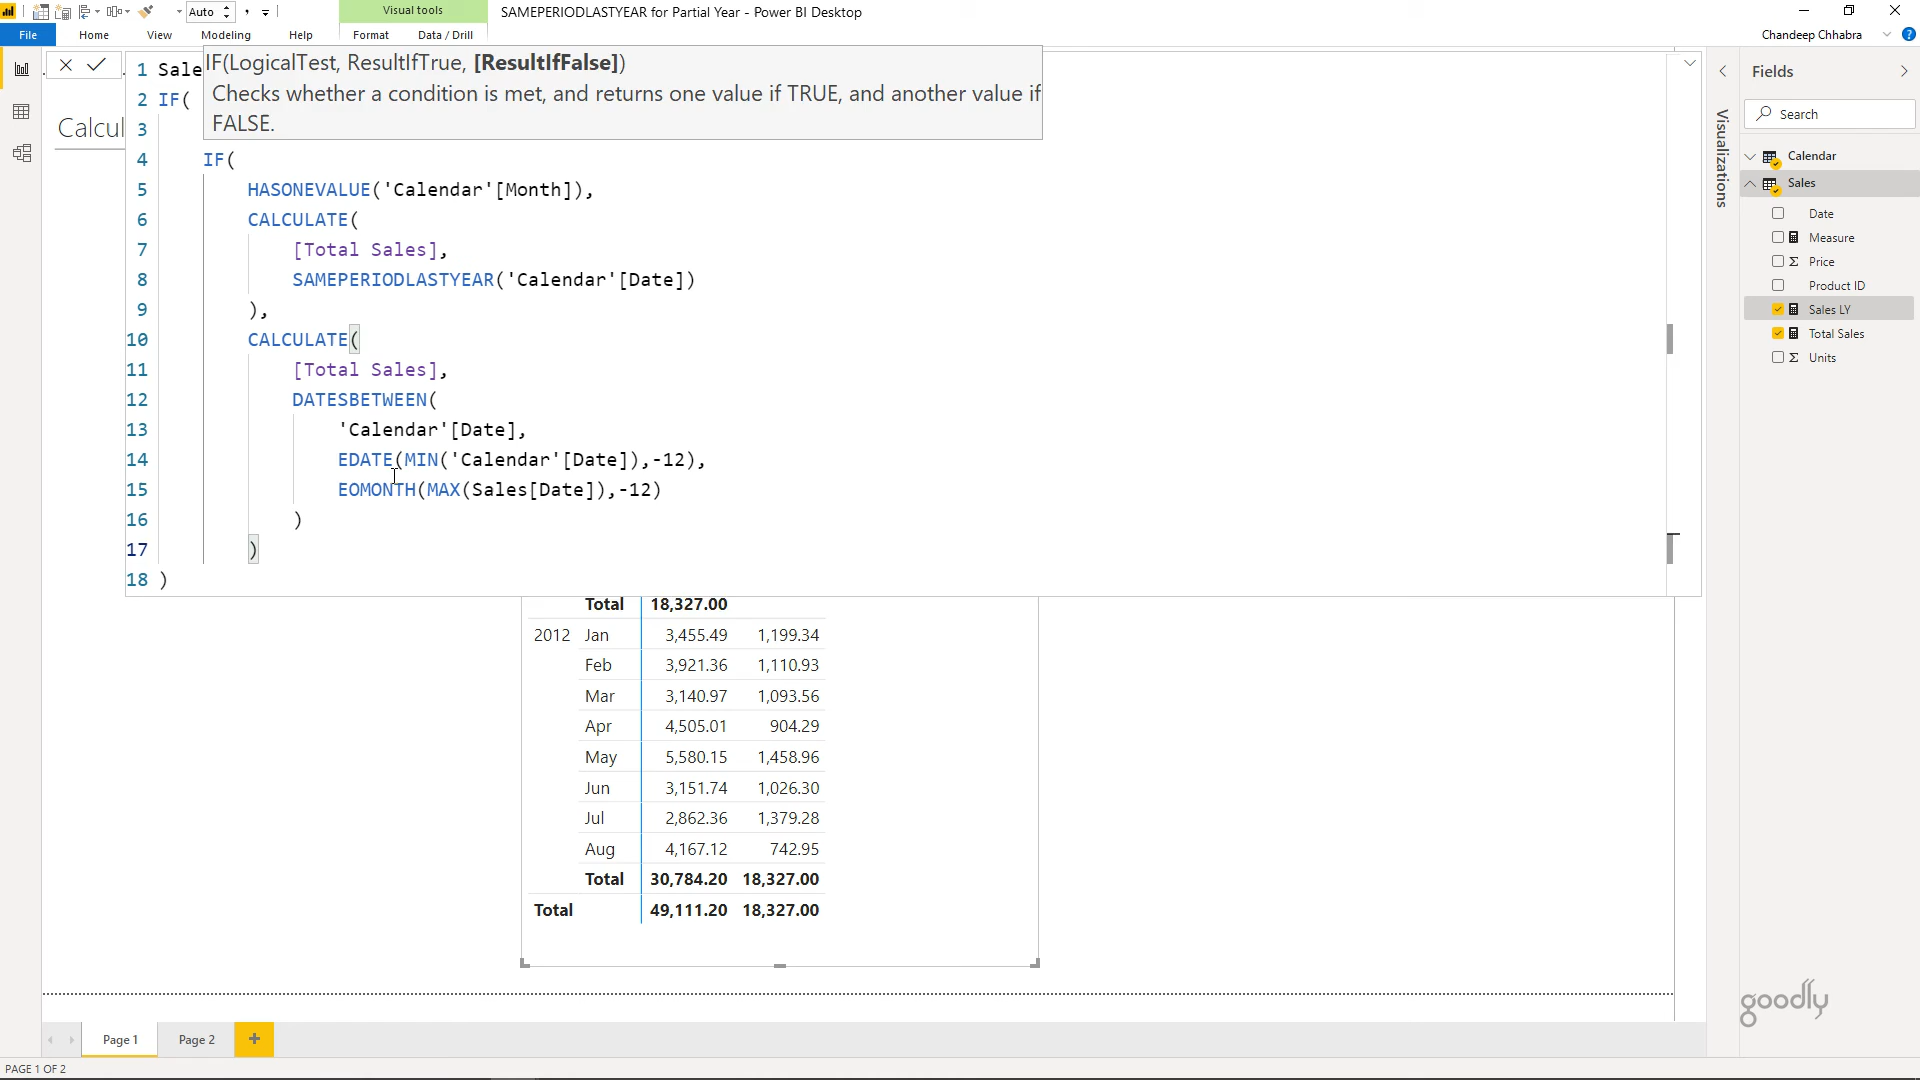 Auto
Visual tools
SAMEPERIODLASTYEAR for Partial Year - Power BI Desktop
File Home View Modeling Help Format Data / Drill
Chandeep Chhabra
IF(LogicalTest, ResultIfTrue, [ResultIfFalse])
Checks whether a condition is met, and returns one value if TRUE, and another value if
FALSE.
Calcul
1 Sale
2 IF(
3
4 IF(
5 HASONEVALUE('Calendar'[Month]),
6 CALCULATE(
7 [Total Sales],
8 SAMEPERIODLASTYEAR('Calendar'[Date])
9 ),
10 CALCULATE(
11 [Total Sales],
12 DATESBETWEEN(
13 'Calendar'[Date],
14 EDATE(MIN('Calendar'[Date]),-12),
15 EOMONTH(MAX(Sales[Date]),-12)
16 )
17 )
18 )
Total 18,327.00
2012 Jan 3,455.49 1,199.34
Feb 3,921.36 1,110.93
Mar 3,140.97 1,093.56
Apr 4,505.01 904.29
May 5,580.15 1,458.96
Jun 3,151.74 1,026.30
Jul 2,862.36 1,379.28
Aug 4,167.12 742.95
Total 30,784.20 18,327.00
Total 49,111.20 18,327.00
Visualizations
Fields
Search
Calendar
Sales
Date
Measure
Price
Product ID
Sales LY
Total Sales
Units
goodly
Page 1 Page 2 +
PAGE 1 OF 2